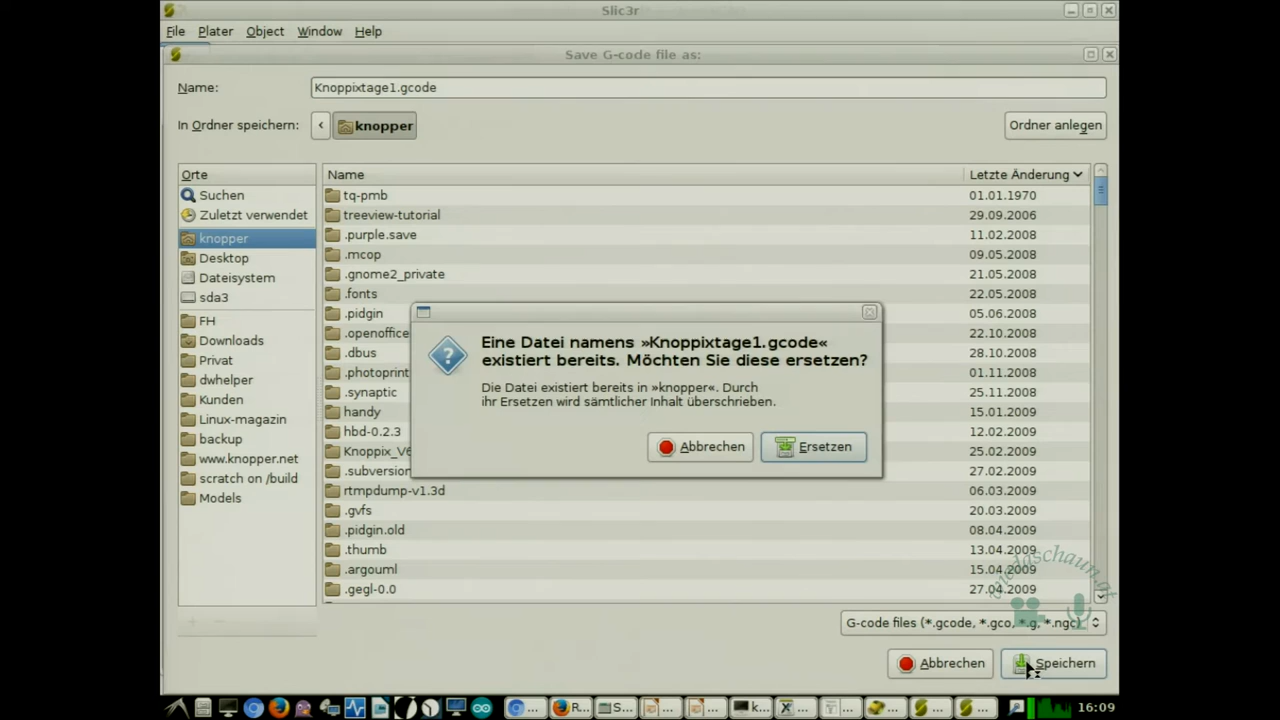 Slic3r
File Plater Object Window Help
Save G-code file as:
Name: Knoppixtage1.gcode
In Ordner speichern: knopper Ordner anlegen
Orte Name Letzte Änderung
Suchen tq-pmb 01.01.1970
Zuletzt verwendet treeview-tutorial 29.09.2006
knopper .purple.save 11.02.2008
Desktop .mcop 09.05.2008
Dateisystem .gnome2_private 21.05.2008
sda3 .fonts 22.05.2008
FH .pidgin 05.06.2008
Downloads .openoffice 22.10.2008
Privat .dbus 28.10.2008
dwhelper .photoprint 01.11.2008
Kunden .synaptic 25.11.2008
Linux-magazin handy 15.01.2009
backup hbd-0.2.3 12.02.2009
www.knopper.net Knoppix_V6 25.02.2009
scratch on /build .subversion 27.02.2009
Models rtmpdump-v1.3d 06.03.2009
.gvfs 20.03.2009
.pidgin.old 08.04.2009
.thumb 13.04.2009
.argouml 15.04.2009
.gegl-0.0 27.04.2009
Eine Datei namens »Knoppixtage1.gcode«
existiert bereits. Möchten Sie diese ersetzen?
Die Datei existiert bereits in »knopper«. Durch
ihr Ersetzen wird sämtlicher Inhalt überschrieben.
Abbrechen Ersetzen
G-code files (*.gcode, *.gco, *.g, *.ngc)
Abbrechen Speichern
... R... S... ... ... k... ... ... ... ... ... 16:09